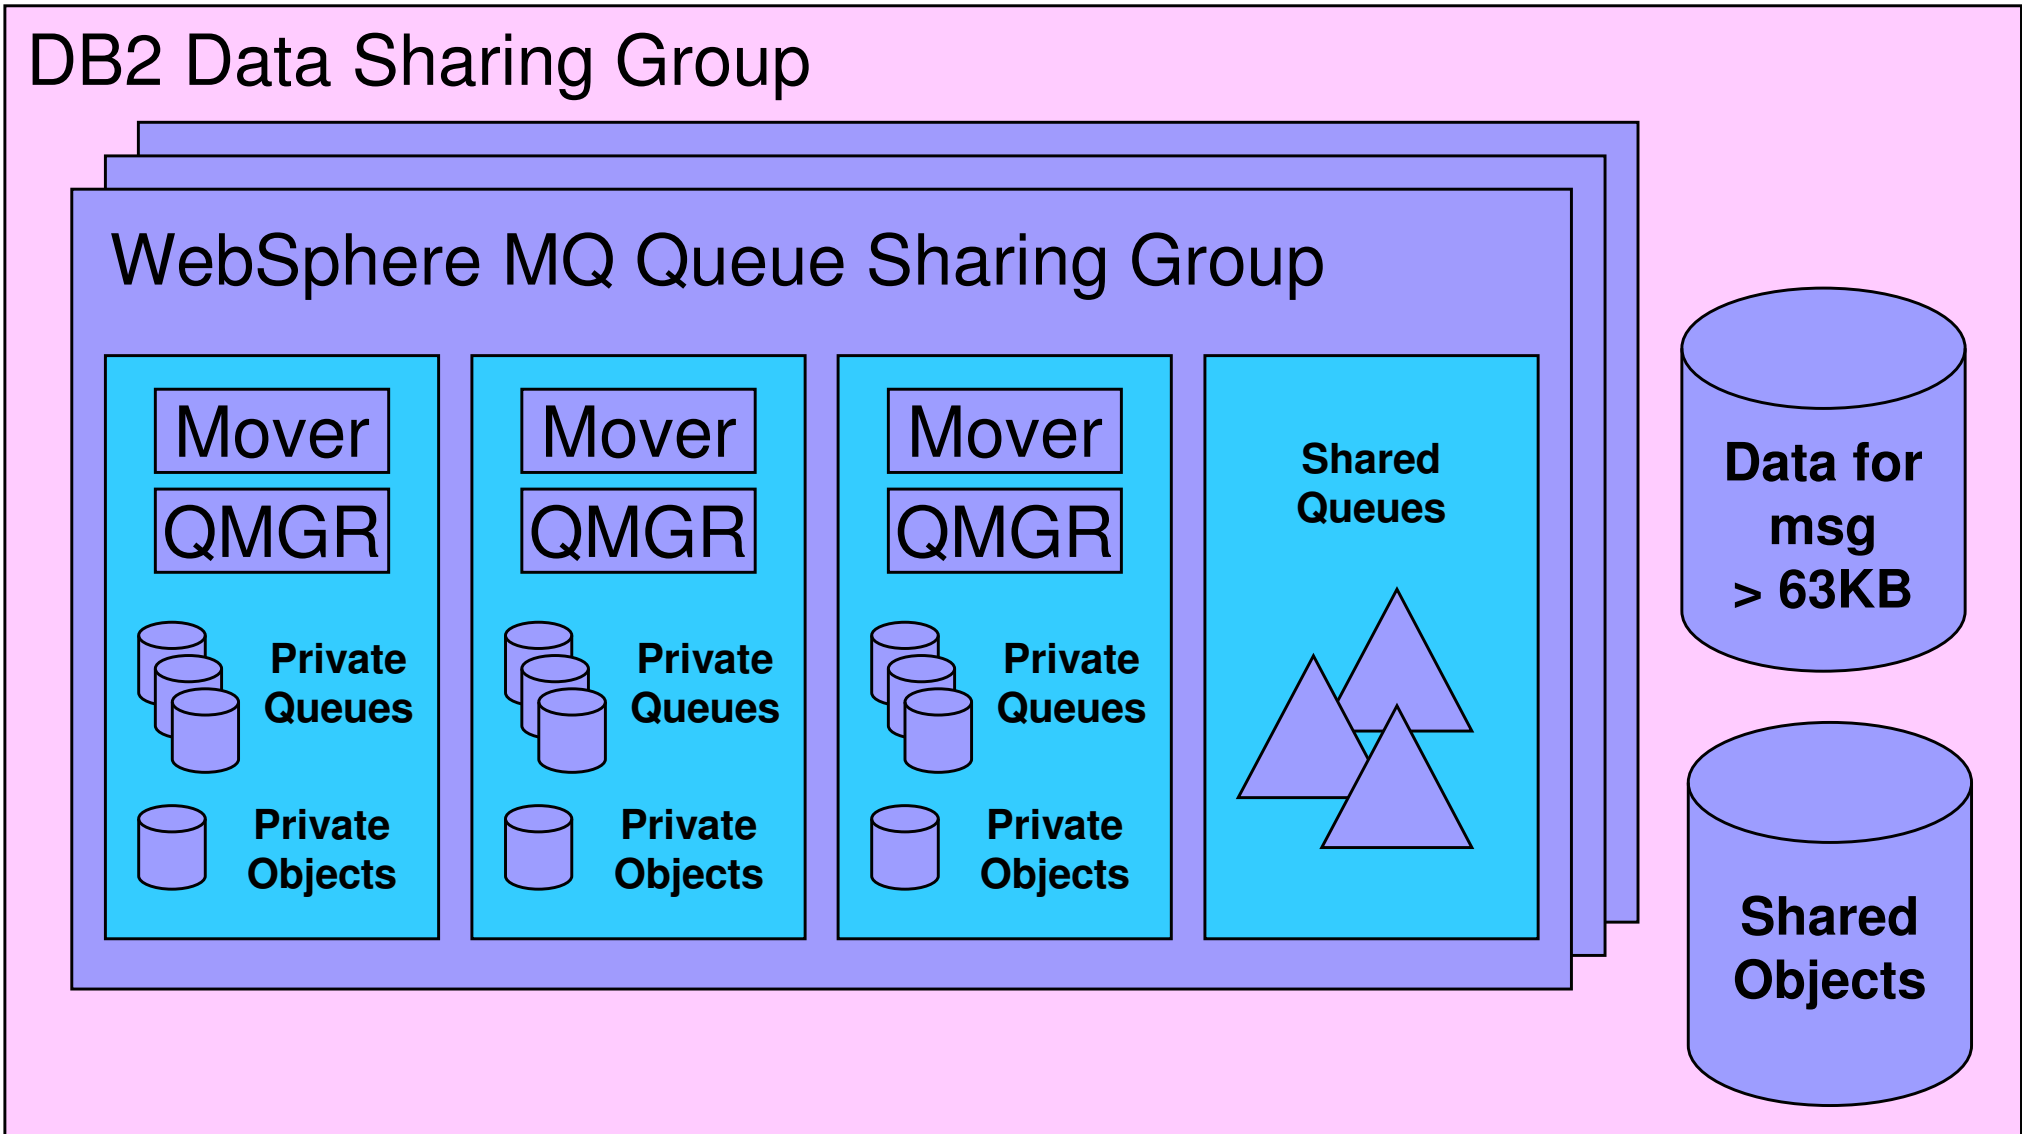 DB2 Data Sharing Group
WebSphere MQ Queue Sharing Group
Mover
QMGR
Private
Queues
Private
Objects
Mover
QMGR
Private
Queues
Private
Objects
Mover
QMGR
Private
Queues
Private
Objects
Shared
Queues
Data for
msg
> 63KB
Shared
Objects